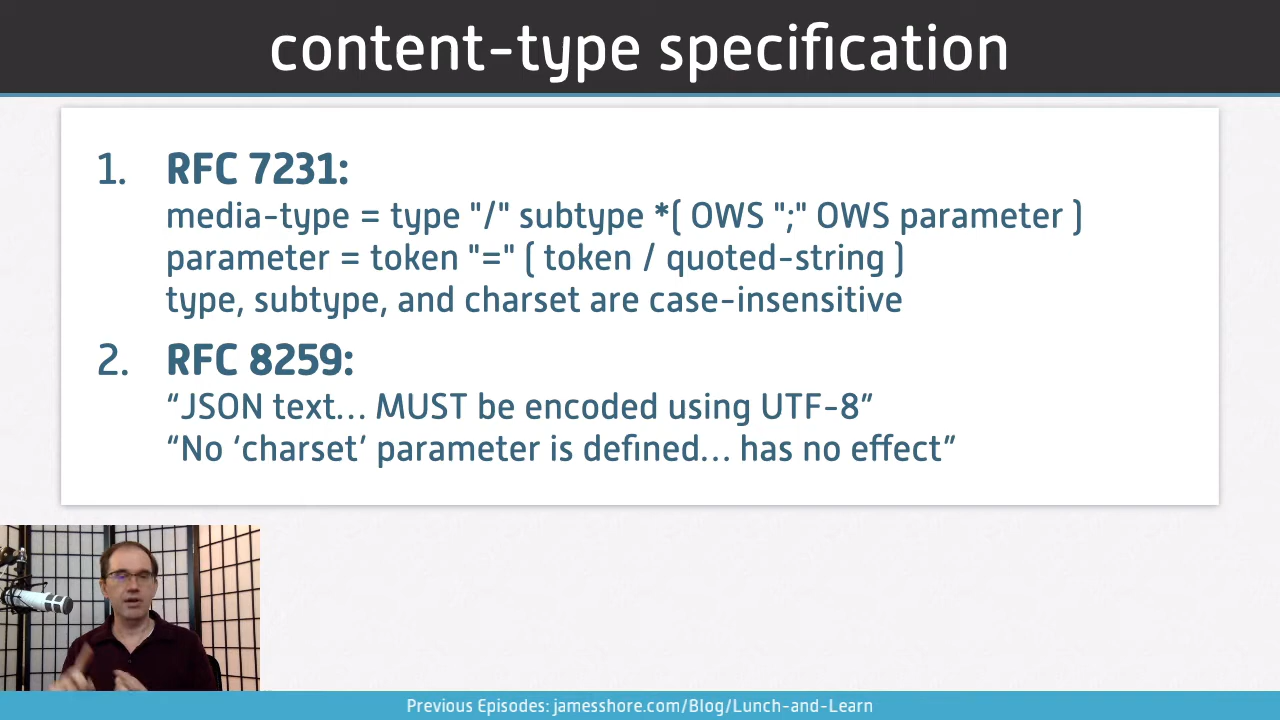 content-type specification
1. RFC 7231:
media-type = type "/" subtype *( OWS ";" OWS parameter )
parameter = token "=" ( token / quoted-string )
type, subtype, and charset are case-insensitive
2. RFC 8259:
“JSON text… MUST be encoded using UTF-8”
“No ‘charset’ parameter is defined… has no effect”
Previous Episodes: jamesshore.com/Blog/Lunch-and-Learn